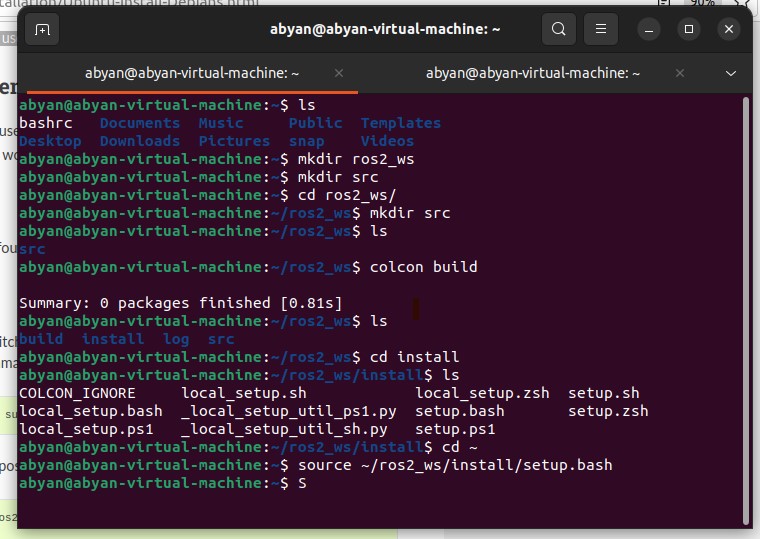 90%
abyan@abyan-virtual-machine: ~
abyan@abyan-virtual-machine: ~ × abyan@abyan-virtual-machine: ~ ×
abyan@abyan-virtual-machine:~$ ls
bashrc Documents Music Public Templates
Desktop Downloads Pictures snap Videos
abyan@abyan-virtual-machine:~$ mkdir ros2_ws
abyan@abyan-virtual-machine:~$ mkdir src
abyan@abyan-virtual-machine:~$ cd ros2_ws/
abyan@abyan-virtual-machine:~/ros2_ws$ mkdir src
abyan@abyan-virtual-machine:~/ros2_ws$ ls
src
abyan@abyan-virtual-machine:~/ros2_ws$ colcon build
Summary: 0 packages finished [0.81s]
abyan@abyan-virtual-machine:~/ros2_ws$ ls
build install log src
abyan@abyan-virtual-machine:~/ros2_ws$ cd install
abyan@abyan-virtual-machine:~/ros2_ws/install$ ls
COLCON_IGNORE local_setup.sh local_setup.zsh setup.sh
local_setup.bash _local_setup_util_ps1.py setup.bash setup.zsh
local_setup.ps1 _local_setup_util_sh.py setup.ps1
abyan@abyan-virtual-machine:~/ros2_ws/install$ cd ~
abyan@abyan-virtual-machine:~$ source ~/ros2_ws/install/setup.bash
abyan@abyan-virtual-machine:~$ S